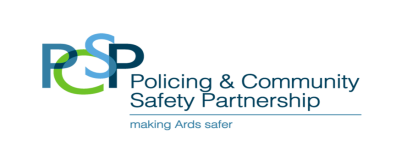 PCSP
Policing & Community
Safety Partnership
making Ards safer